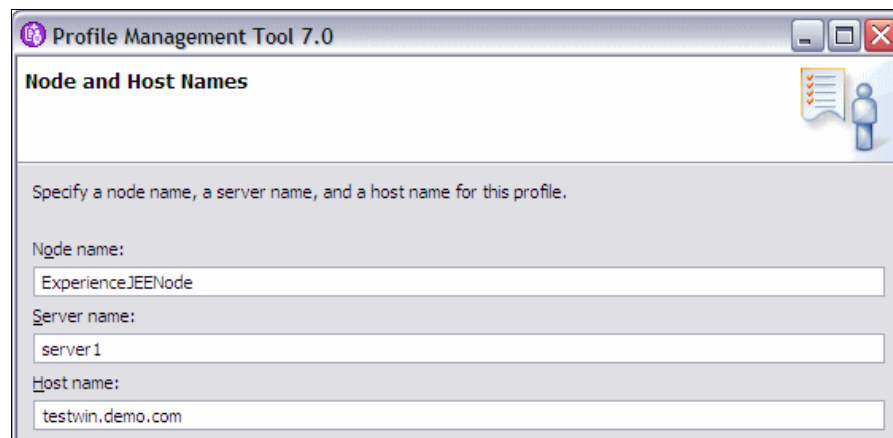 Profile Management Tool 7.0
Node and Host Names
Specify a node name, a server name, and a host name for this profile.
Node name:
ExperienceJEENode
Server name:
server1
Host name:
testwin.demo.com